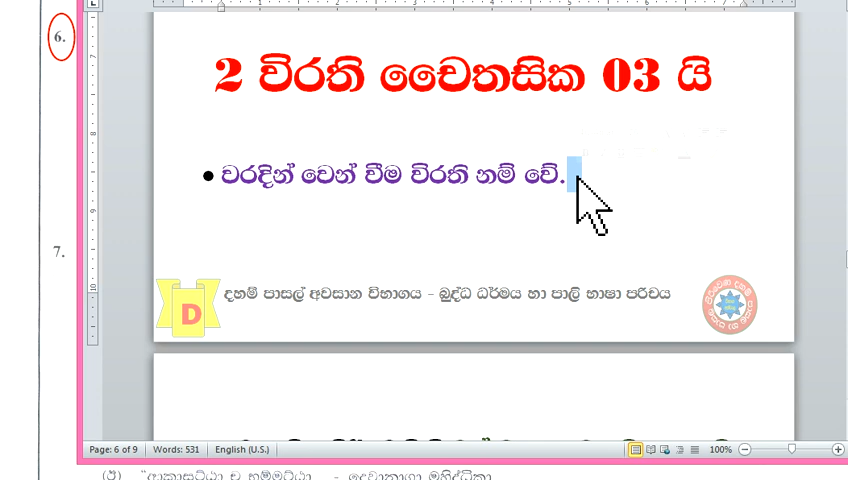 6.
2 විරති චෛතසික 03 යි
• වරදින් වෙන් වීම විරති නම් වේ.
7.
D
දහම් පාසල් අවසාන විභාගය - බුද්ධ ධර්මය හා පාලි භාෂා පරිචය
Page: 6 of 9 Words: 531 English (U.S.) 100%